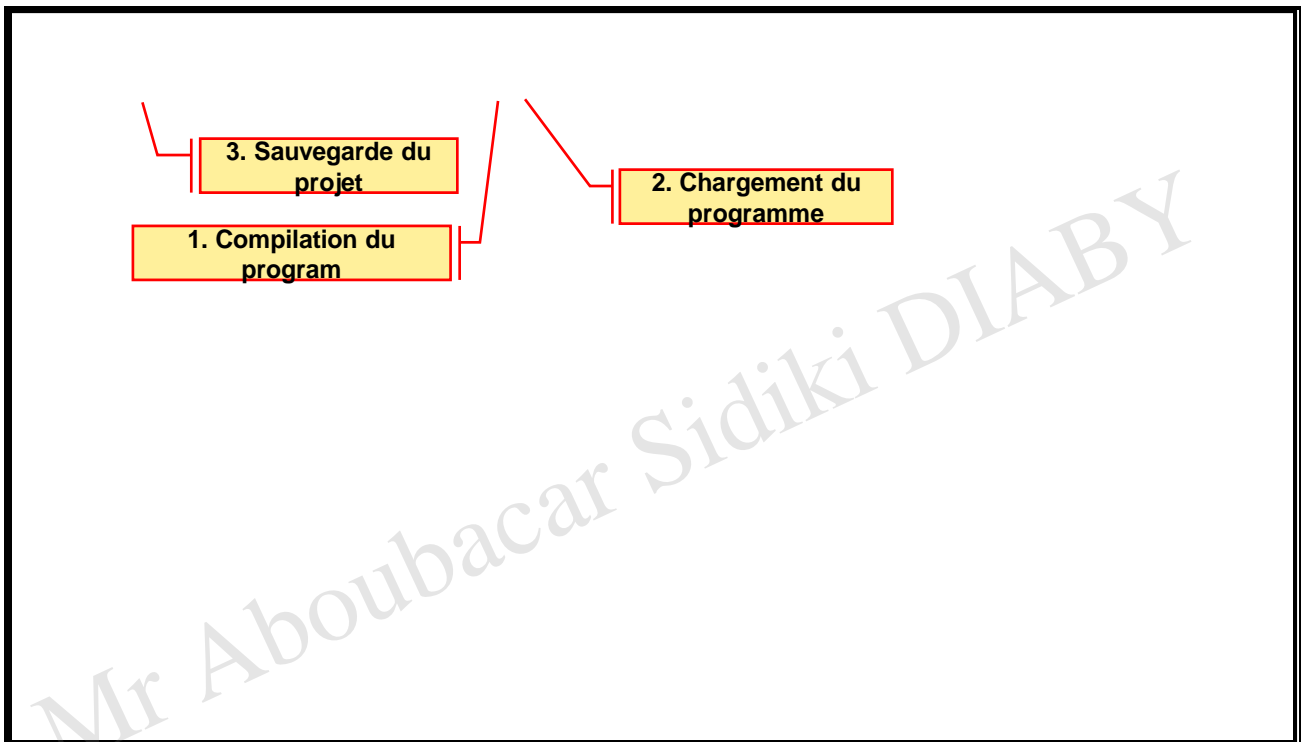 3. Sauvegarde du
projet
2. Chargement du
programme
1. Compilation du
program
Mr Aboubacar Sidiki DIABY